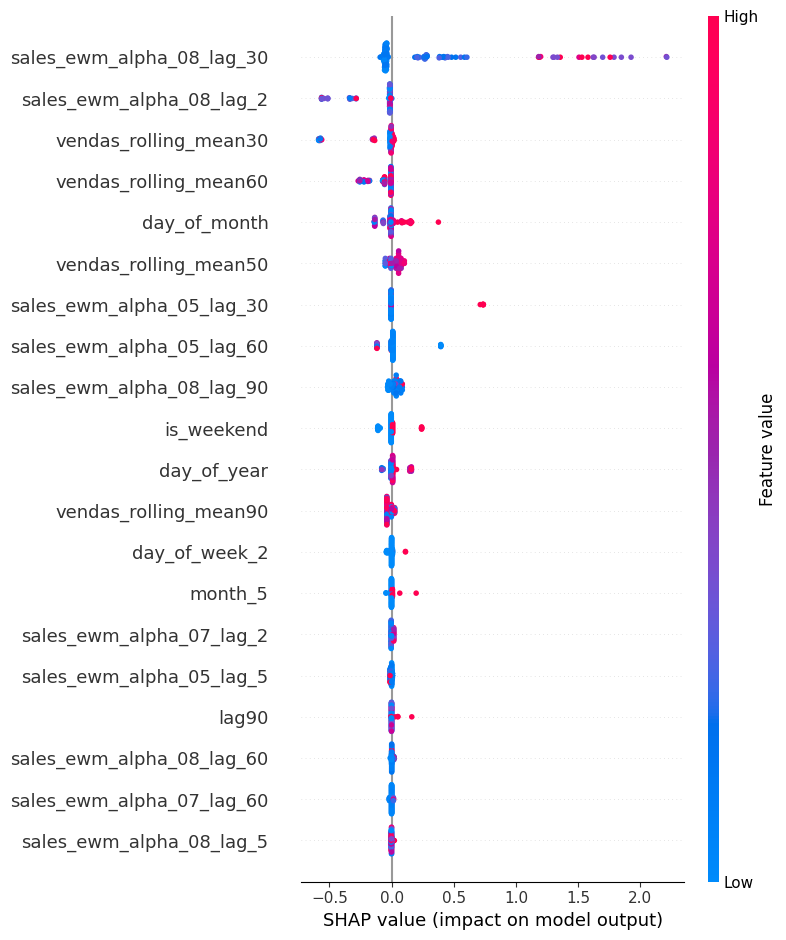 High
sales_ewm_alpha_08_lag_30
sales_ewm_alpha_08_lag_2
vendas_rolling_mean30
vendas_rolling_mean60
day_of_month
vendas_rolling_mean50
sales_ewm_alpha_05_lag_30
sales_ewm_alpha_05_lag_60
sales_ewm_alpha_08_lag_90
is_weekend
day_of_year
vendas_rolling_mean90
day_of_week_2
month_5
sales_ewm_alpha_07_lag_2
sales_ewm_alpha_05_lag_5
lag90
sales_ewm_alpha_08_lag_60
sales_ewm_alpha_07_lag_60
sales_ewm_alpha_08_lag_5
Feature value
Low
−0.5 0.0 0.5 1.0 1.5 2.0
SHAP value (impact on model output)